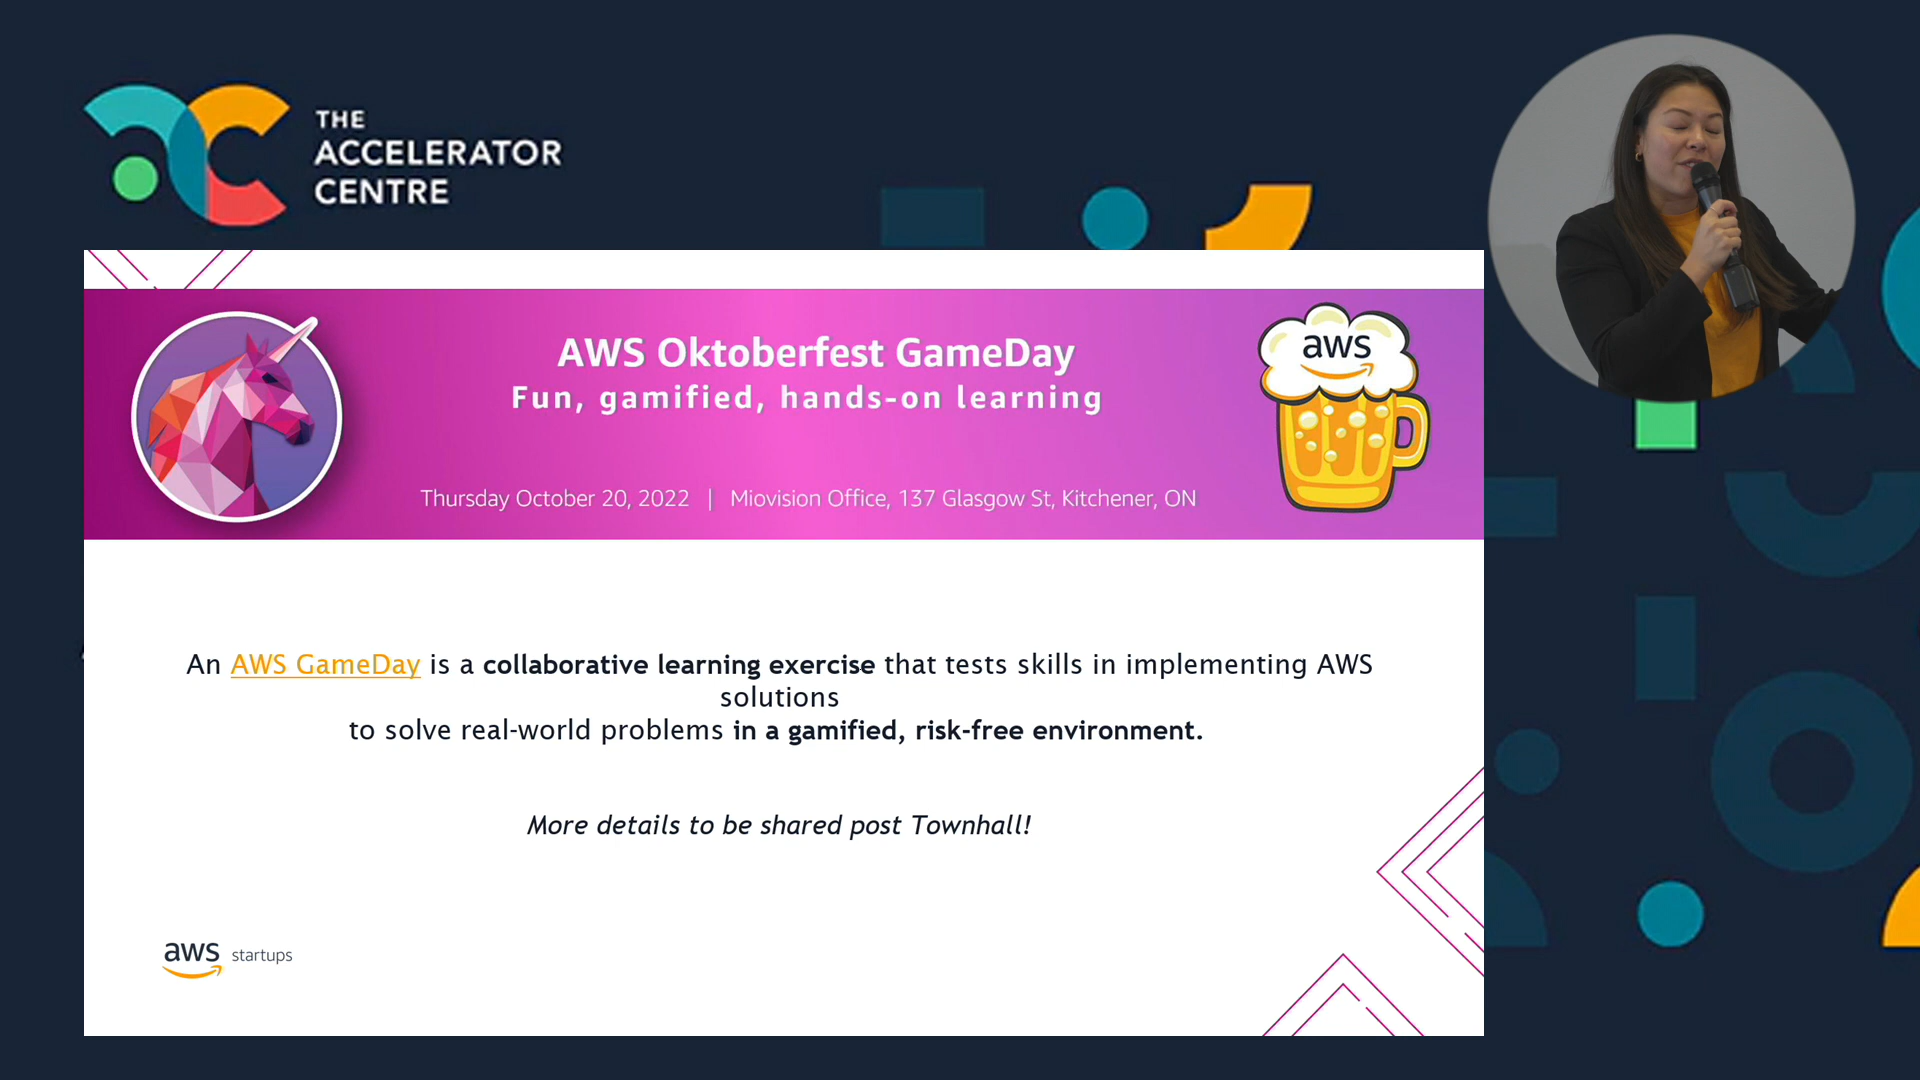 THE
ACCELERATOR
CENTRE
AWS Oktoberfest GameDay
Fun, gamified, hands-on learning
aws
Thursday October 20, 2022 | Miovision Office, 137 Glasgow St, Kitchener, ON
An AWS GameDay is a collaborative learning exercise that tests skills in implementing AWS
solutions
to solve real-world problems in a gamified, risk-free environment.
More details to be shared post Townhall!
aws startups